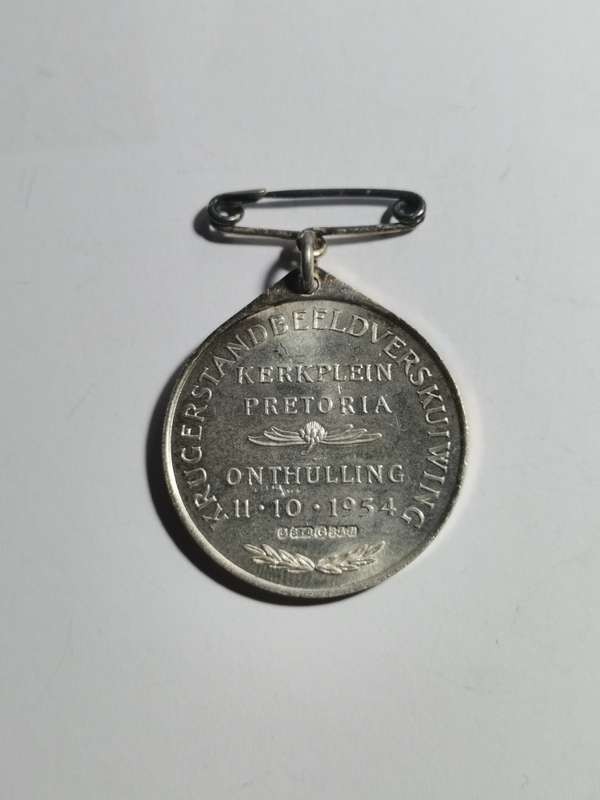 KRUGERSTANDBEELDVERSKUIWING
KERKPLEIN
PRETORIA
ONTHULLING
11·10·1954